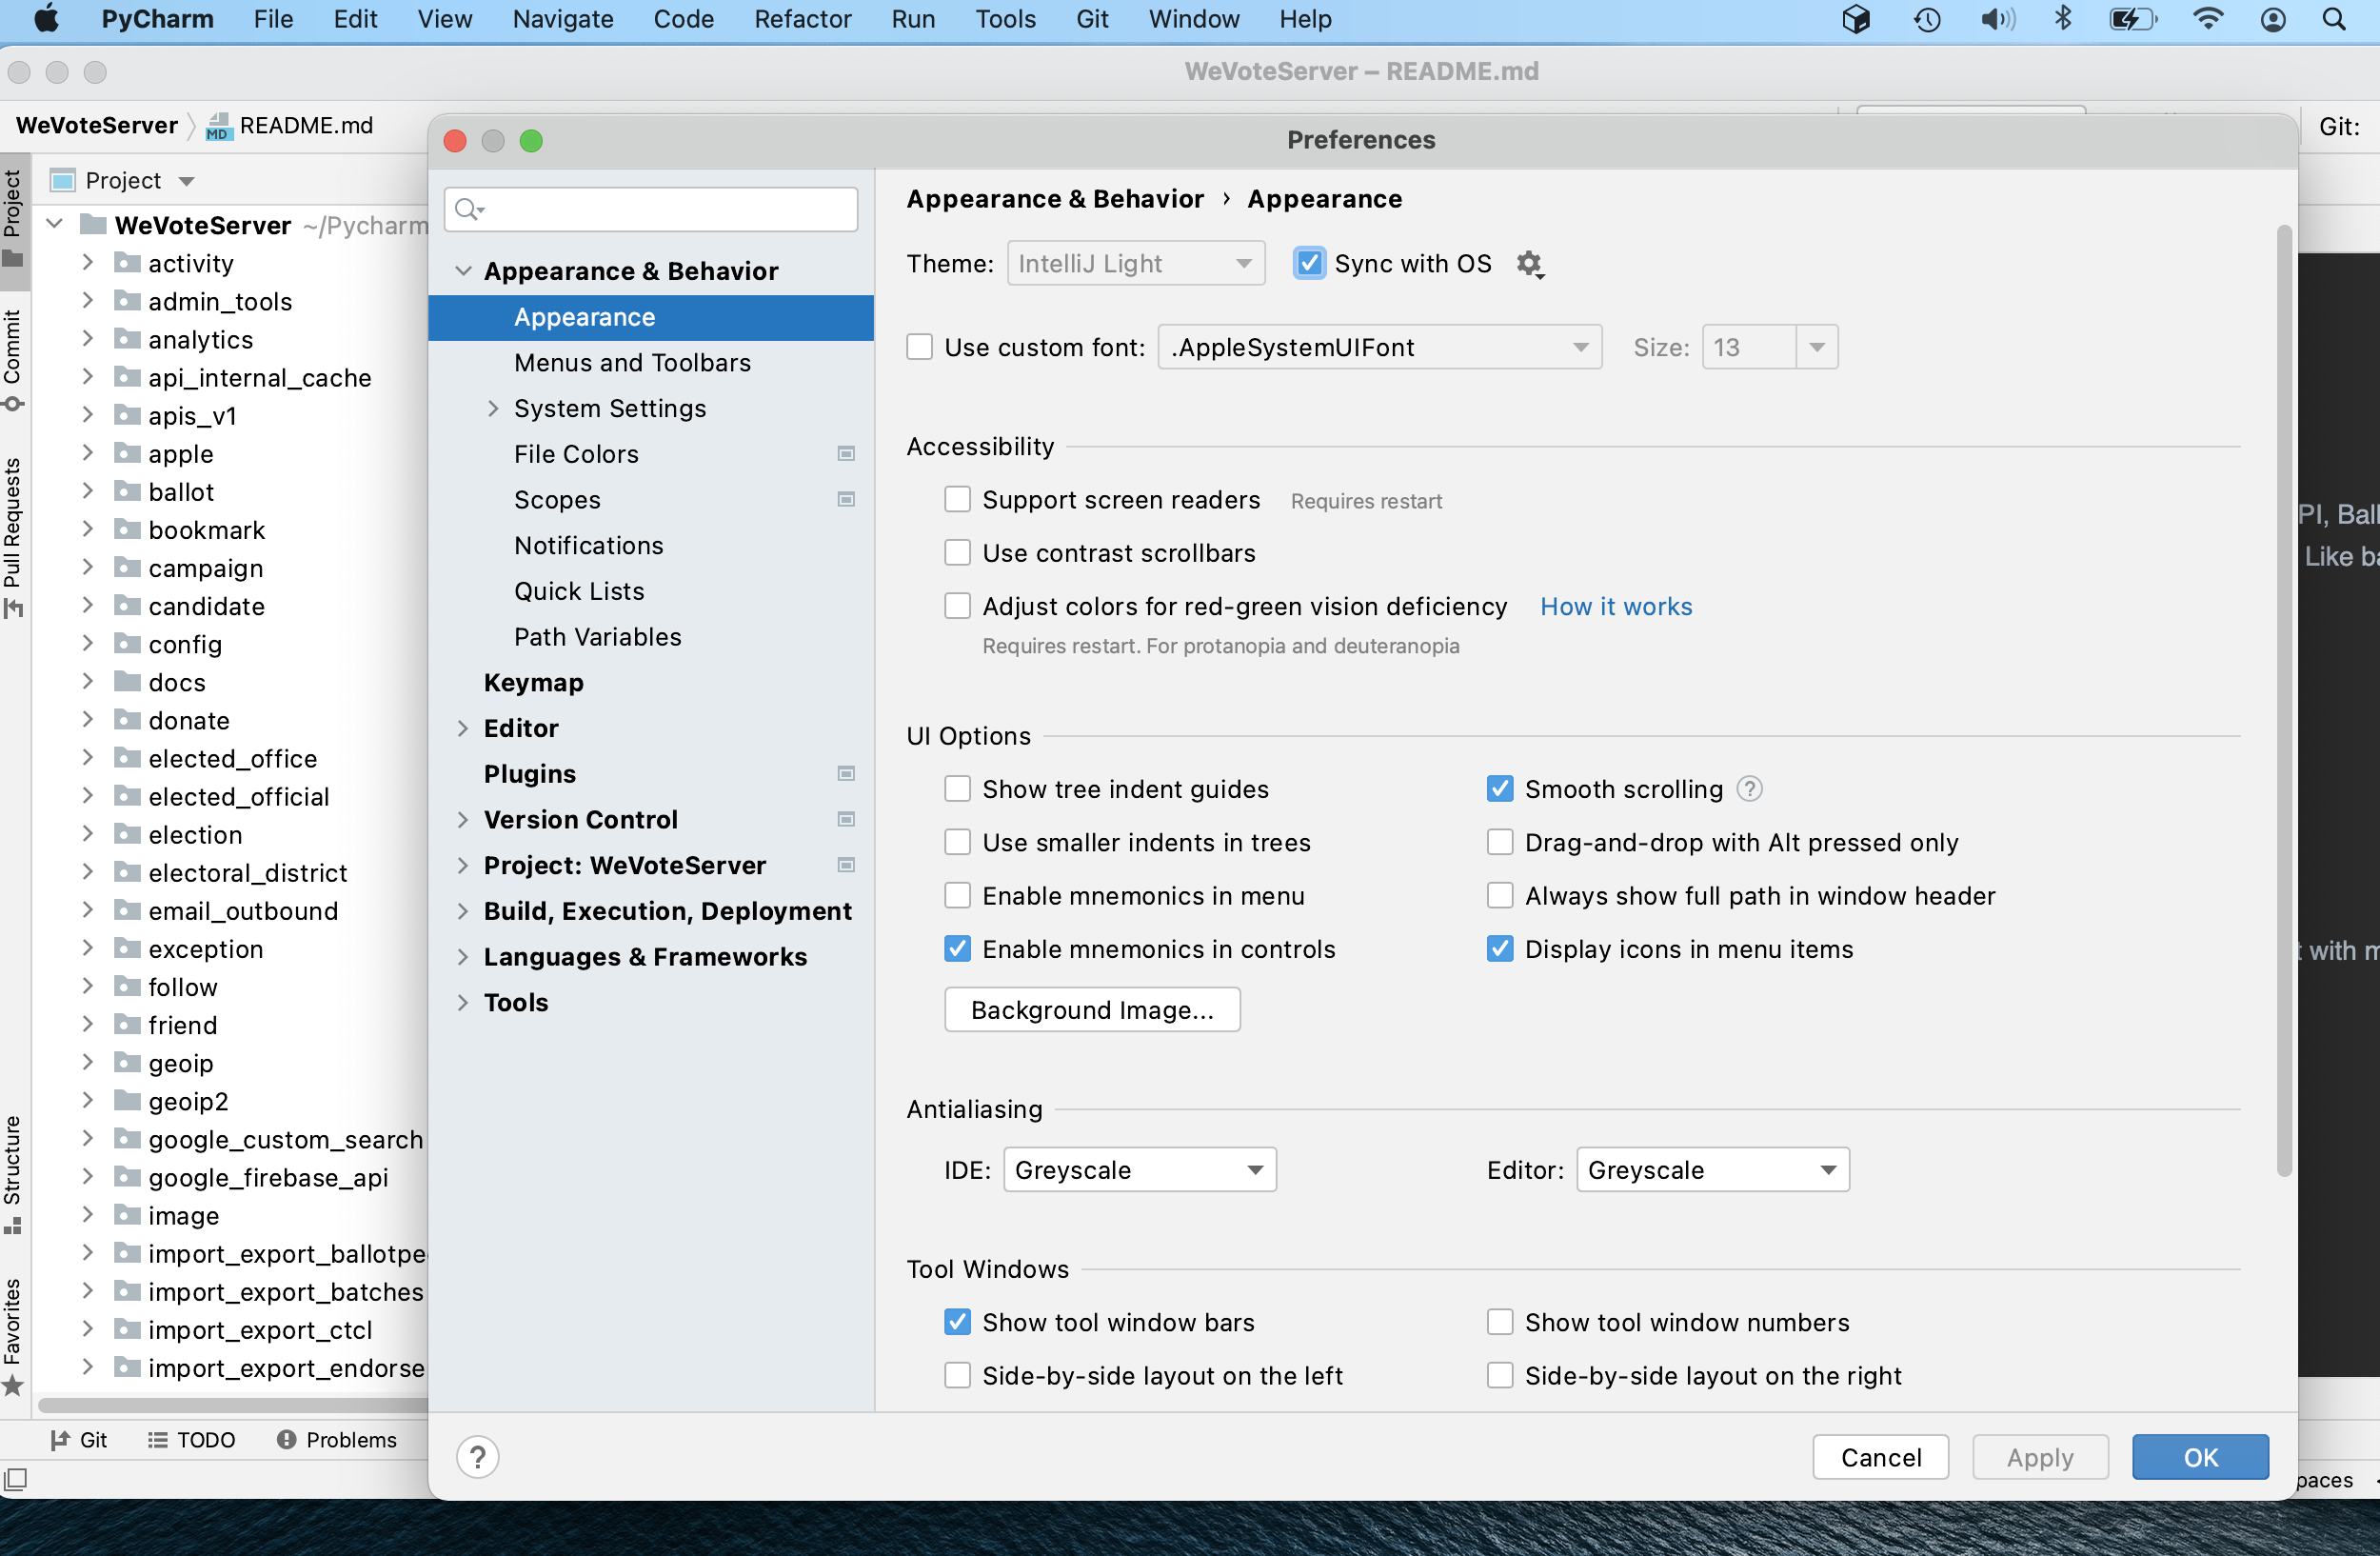 PyCharm File Edit View Navigate Code Refactor Run Tools Git Window Help
WeVoteServer – README.md
WeVoteServer README.md
Git:
Project
WeVoteServer ~/Pycharm
activity
admin_tools
analytics
api_internal_cache
apis_v1
apple
ballot
bookmark
campaign
candidate
config
docs
donate
elected_office
elected_official
election
electoral_district
email_outbound
exception
follow
friend
geoip
geoip2
google_custom_search
google_firebase_api
image
import_export_ballotpe
import_export_batches
import_export_ctcl
import_export_endorse
Project
Commit
Pull Requests
Structure
Favorites
Git TODO Problems
Preferences
Appearance & Behavior
Appearance
Menus and Toolbars
System Settings
File Colors
Scopes
Notifications
Quick Lists
Path Variables
Keymap
Editor
Plugins
Version Control
Project: WeVoteServer
Build, Execution, Deployment
Languages & Frameworks
Tools
Appearance & Behavior › Appearance
Theme: IntelliJ Light Sync with OS
Use custom font: .AppleSystemUIFont Size: 13
Accessibility
Support screen readers Requires restart
Use contrast scrollbars
Adjust colors for red-green vision deficiency How it works
Requires restart. For protanopia and deuteranopia
UI Options
Show tree indent guides Smooth scrolling ?
Use smaller indents in trees Drag-and-drop with Alt pressed only
Enable mnemonics in menu Always show full path in window header
Enable mnemonics in controls Display icons in menu items
Background Image...
Antialiasing
IDE: Greyscale Editor: Greyscale
Tool Windows
Show tool window bars Show tool window numbers
Side-by-side layout on the left Side-by-side layout on the right
? Cancel Apply OK
PI, Ball
Like ba
t with m
paces